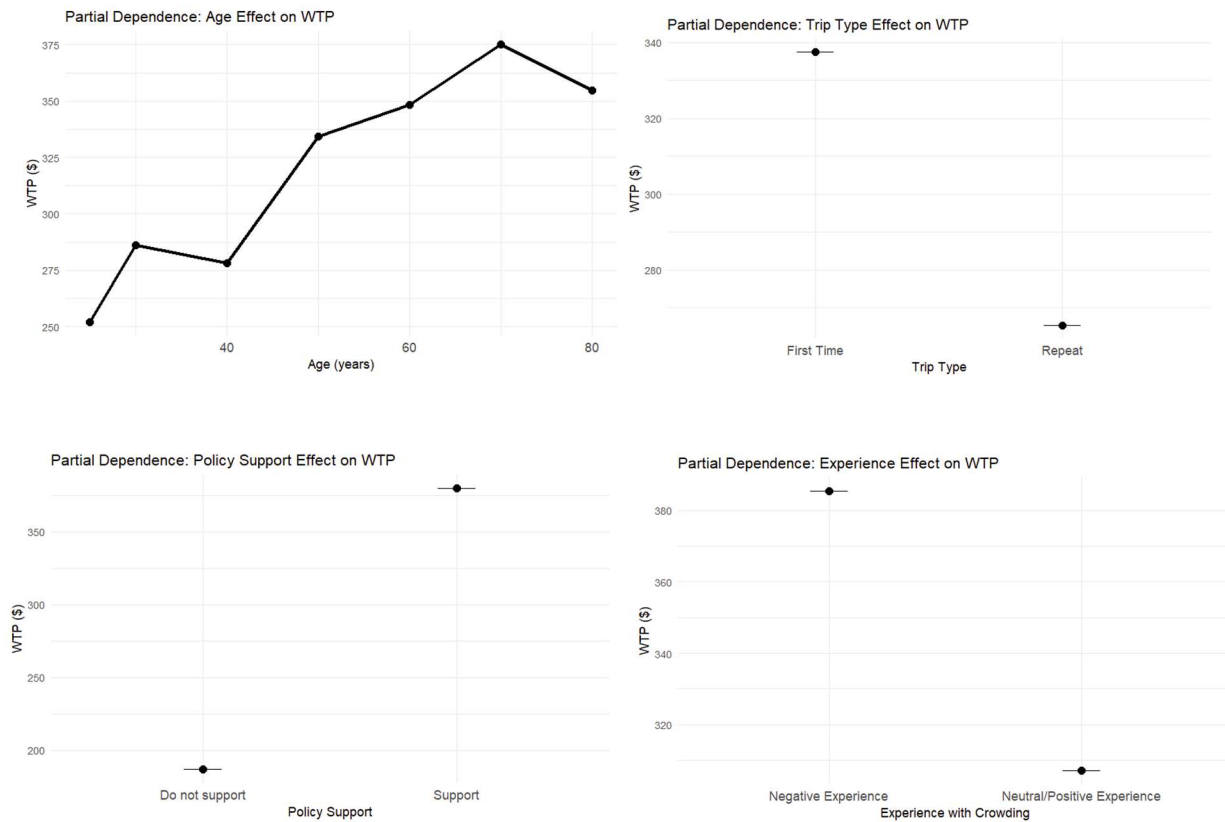 Partial Dependence: Age Effect on WTP
WTP ($)
375
350
325
300
275
250
40 60 80
Age (years)
Partial Dependence: Trip Type Effect on WTP
WTP ($)
340
320
300
280
First Time Repeat
Trip Type
Partial Dependence: Policy Support Effect on WTP
WTP ($)
350
300
250
200
Do not support Support
Policy Support
Partial Dependence: Experience Effect on WTP
WTP ($)
380
360
340
320
Negative Experience Neutral/Positive Experience
Experience with Crowding